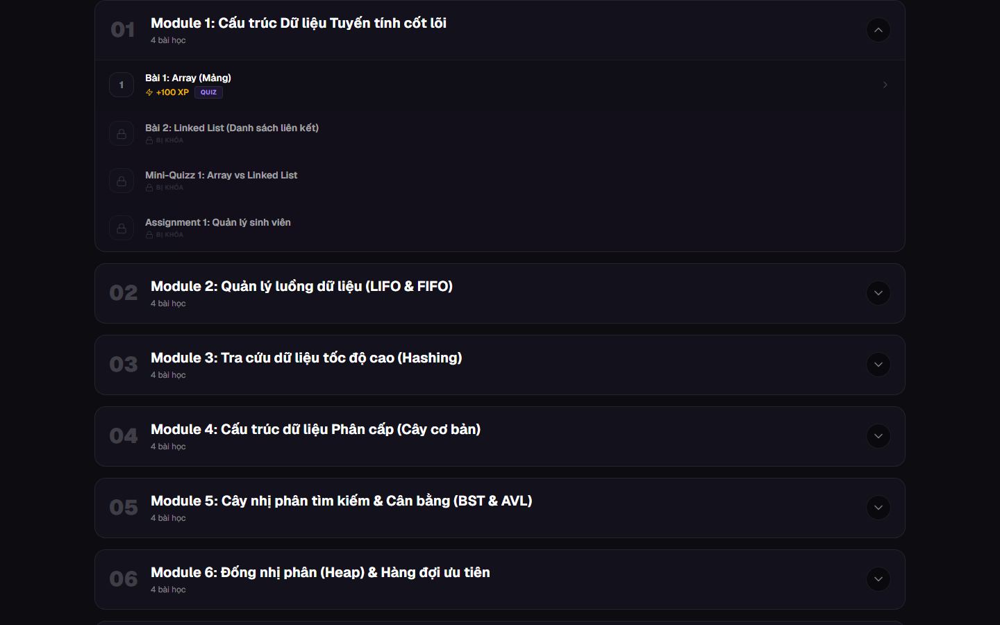 01
Module 1: Cấu trúc Dữ liệu Tuyến tính cốt lõi
4 bài học
1
Bài 1: Array (Mảng)
+100 XP QUIZ
Bài 2: Linked List (Danh sách liên kết)
BỊ KHÓA
Mini-Quizz 1: Array vs Linked List
BỊ KHÓA
Assignment 1: Quản lý sinh viên
BỊ KHÓA
02
Module 2: Quản lý luồng dữ liệu (LIFO & FIFO)
4 bài học
03
Module 3: Tra cứu dữ liệu tốc độ cao (Hashing)
4 bài học
04
Module 4: Cấu trúc dữ liệu Phân cấp (Cây cơ bản)
4 bài học
05
Module 5: Cây nhị phân tìm kiếm & Cân bằng (BST & AVL)
4 bài học
06
Module 6: Đống nhị phân (Heap) & Hàng đợi ưu tiên
4 bài học